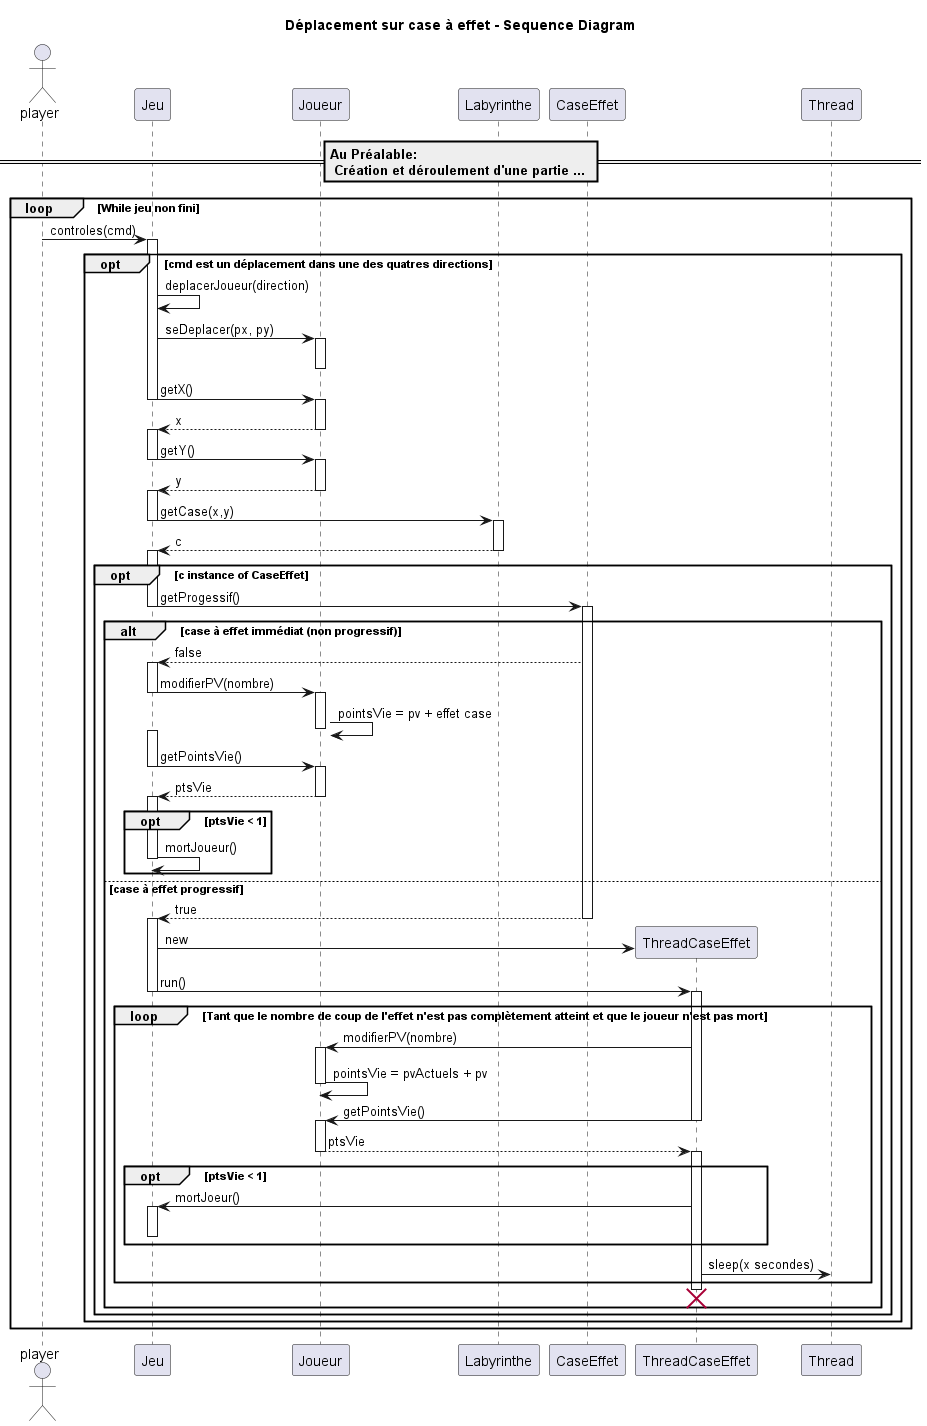 Déplacement sur case à effet - Sequence Diagram
player
Jeu
Joueur
Labyrinthe
CaseEffet
Thread
Au Préalable:
Création et déroulement d'une partie ...
loop
[While jeu non fini]
controles(cmd)
opt
[cmd est un déplacement dans une des quatres directions]
deplacerJoueur(direction)
seDeplacer(px, py)
getX()
x
getY()
y
getCase(x,y)
c
opt
[c instance of CaseEffet]
getProgessif()
alt
[case à effet immédiat (non progressif)]
false
modifierPV(nombre)
pointsVie = pv + effet case
getPointsVie()
ptsVie
opt
[ptsVie < 1]
mortJoueur()
[case à effet progressif]
true
new
ThreadCaseEffet
run()
loop
[Tant que le nombre de coup de l'effet n'est pas complètement atteint et que le joueur n'est pas mort]
modifierPV(nombre)
pointsVie = pvActuels + pv
getPointsVie()
ptsVie
opt
[ptsVie < 1]
mortJoeur()
sleep(x secondes)
player
Jeu
Joueur
Labyrinthe
CaseEffet
ThreadCaseEffet
Thread